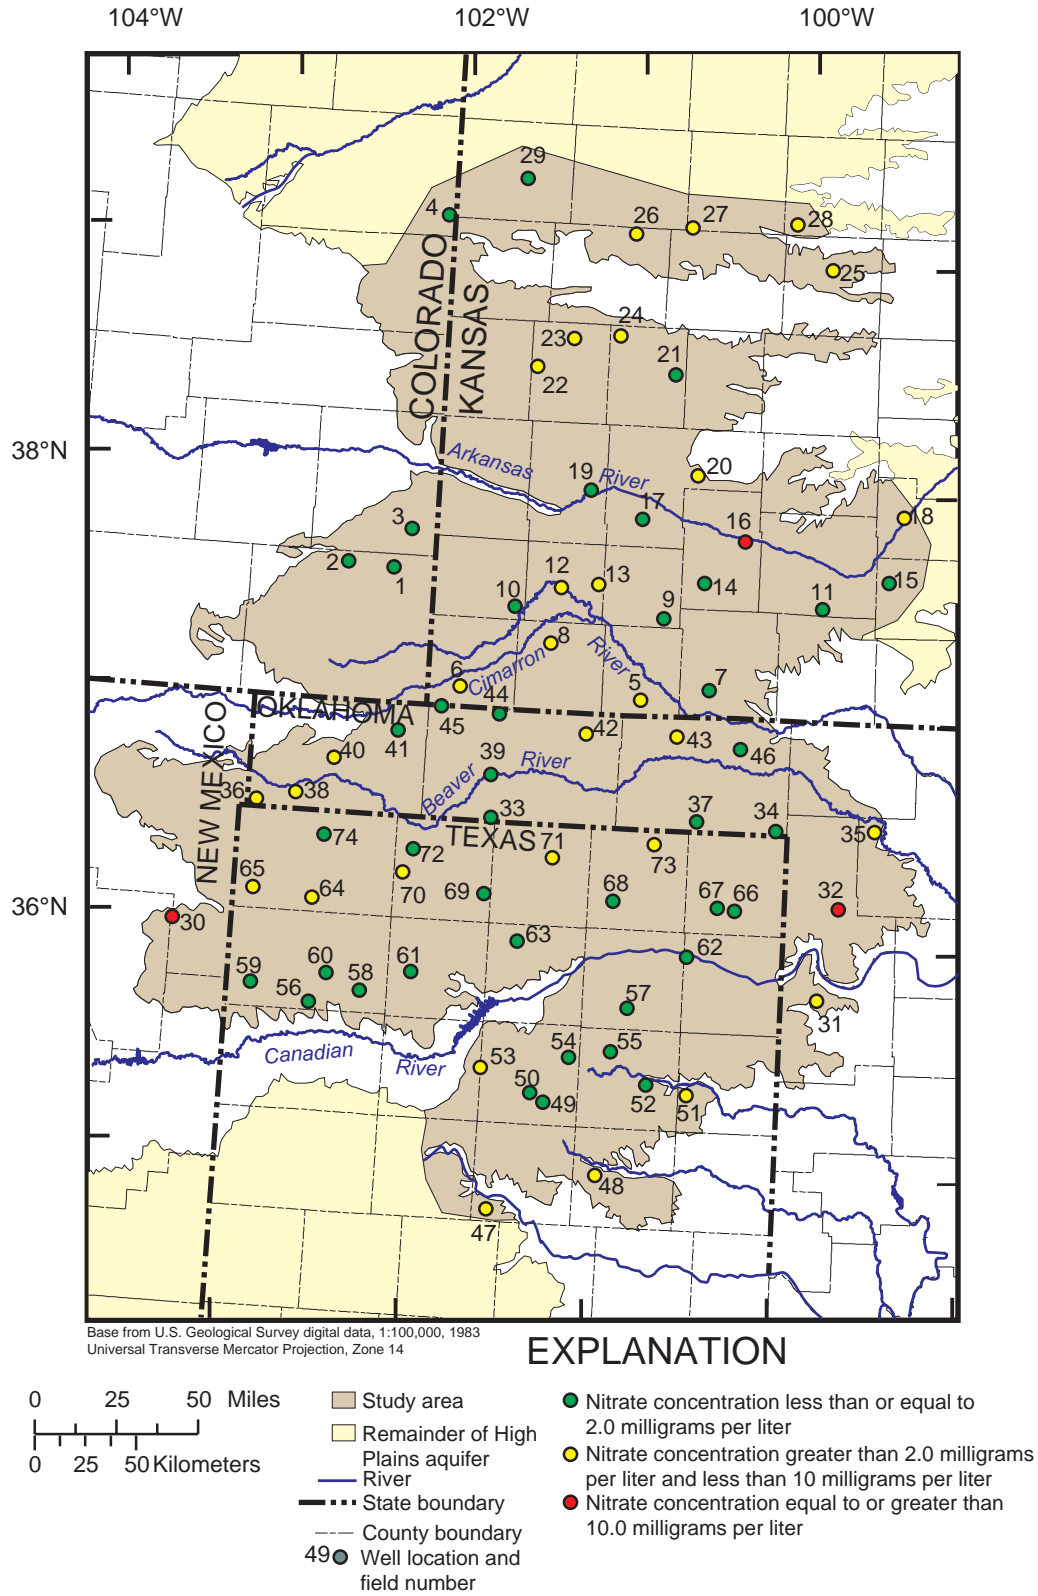 104°W 102°W 100°W
29
4
26 27 28
25
COLORADO
KANSAS
24
23
21
22
38°N
Arkansas River
20
19
17
18
16
3
2
1
12 13
14
15
10
9
11
8
Cimarron River
6
5
7
44
OKLAHOMA
45
41
42
43
46
NEW MEXICO
40
39
Beaver River
36 38
33
37
34
35
TEXAS
74
72
71
73
65
64
70
69
68
67 66
32
36°N
30
63
62
59
60
61
56
58
57
31
Canadian River
54 55
53
50
49
52
51
48
47
Base from U.S. Geological Survey digital data, 1:100,000, 1983
Universal Transverse Mercator Projection, Zone 14
EXPLANATION
0 25 50 Miles
0 25 50 Kilometers
Study area
Remainder of High
Plains aquifer
River
State boundary
County boundary
49 Well location and
field number
Nitrate concentration less than or equal to
2.0 milligrams per liter
Nitrate concentration greater than 2.0 milligrams
per liter and less than 10 milligrams per liter
Nitrate concentration equal to or greater than
10.0 milligrams per liter